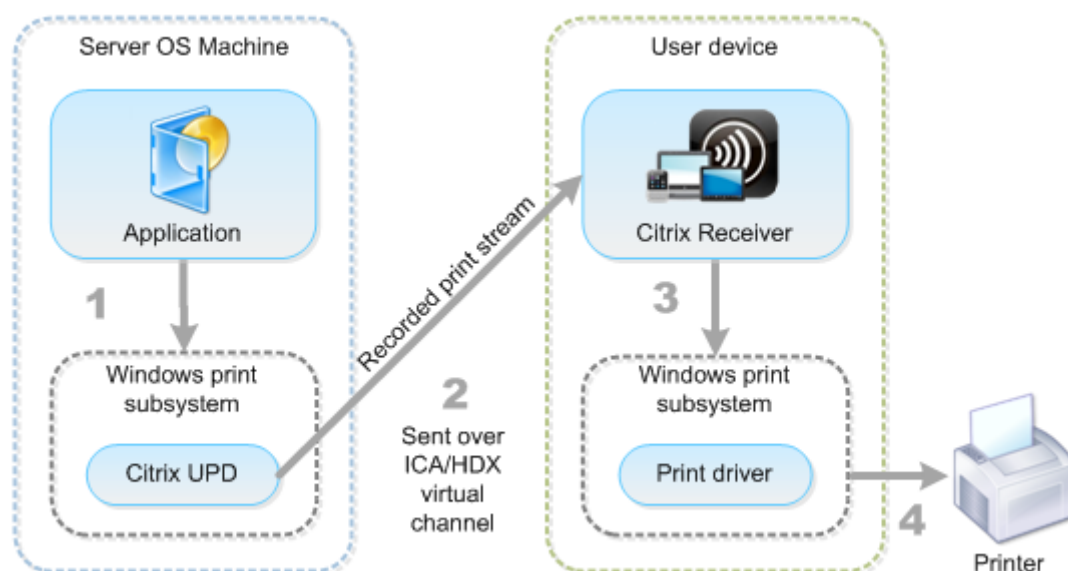 Server OS Machine
Application
1
Windows print
subsystem
Citrix UPD
Recorded print stream
2
Sent over
ICA/HDX
virtual
channel
User device
Citrix Receiver
3
Windows print
subsystem
Print driver
4
Printer